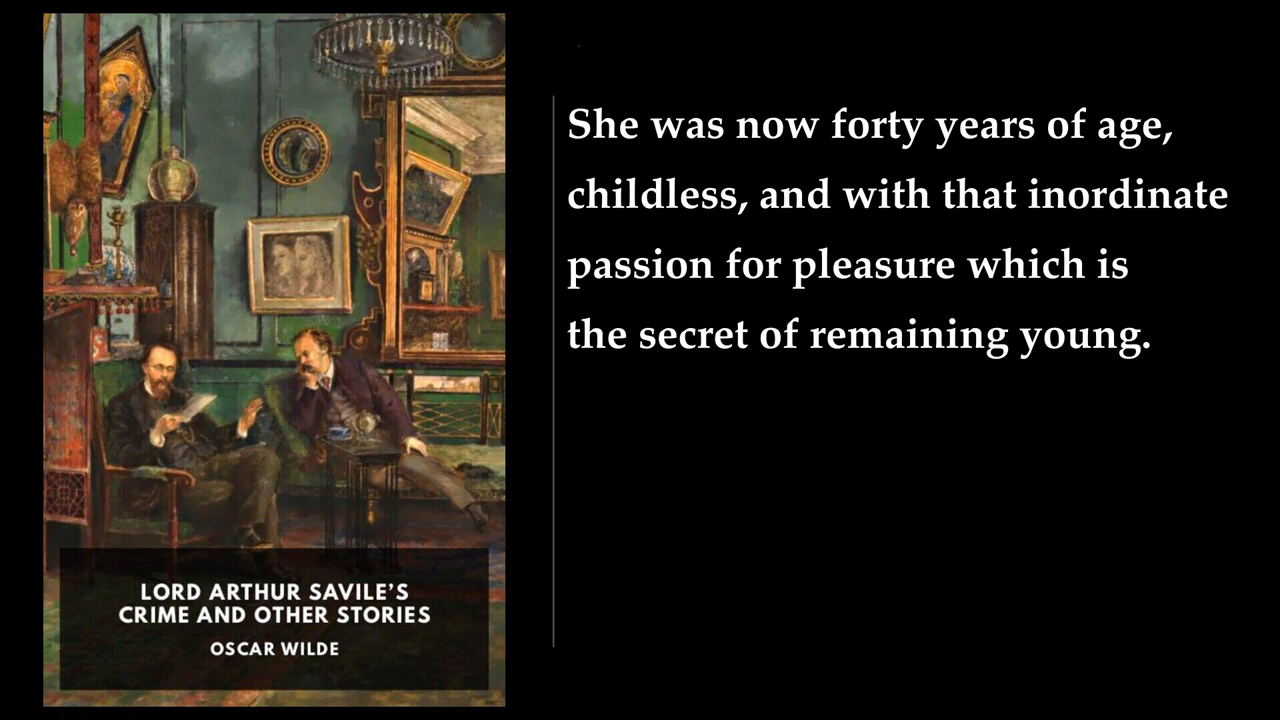 LORD ARTHUR SAVILE’S
CRIME AND OTHER STORIES
OSCAR WILDE
She was now forty years of age,
childless, and with that inordinate
passion for pleasure which is
the secret of remaining young.